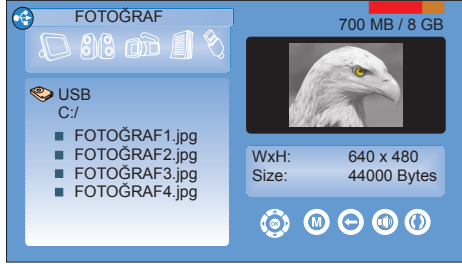 FOTOĞRAF
700 MB / 8 GB
USB
C:/
FOTOĞRAF1.jpg
FOTOĞRAF2.jpg
FOTOĞRAF3.jpg
FOTOĞRAF4.jpg
WxH: 640 x 480
Size: 44000 Bytes
OK
M